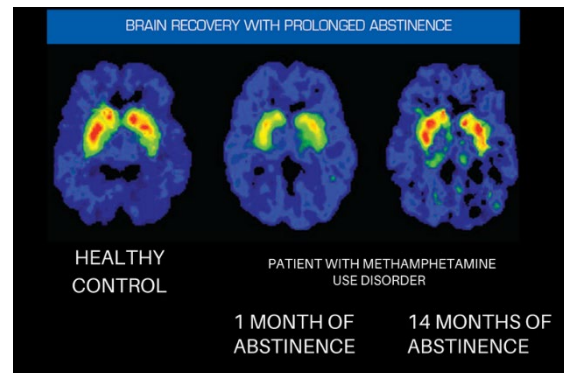 BRAIN RECOVERY WITH PROLONGED ABSTINENCE
HEALTHY
CONTROL
PATIENT WITH METHAMPHETAMINE
USE DISORDER
1 MONTH OF
ABSTINENCE
14 MONTHS OF
ABSTINENCE